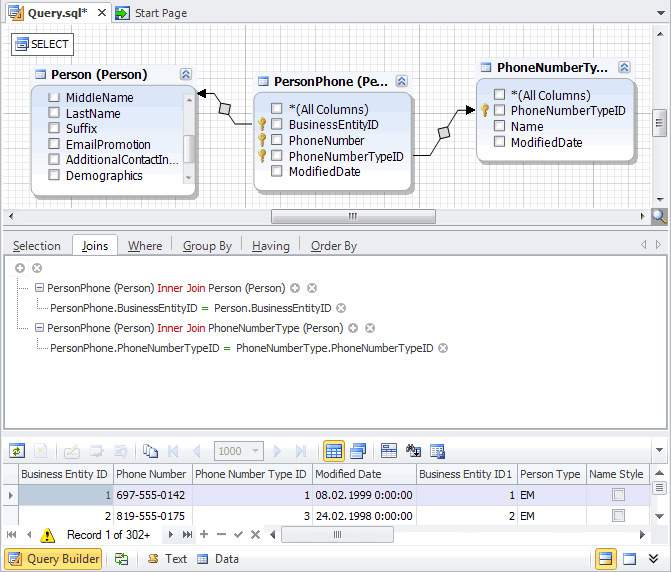 Query.sql* Start Page
SELECT
Person (Person)
MiddleName
LastName
Suffix
EmailPromotion
AdditionalContactIn...
Demographics
PersonPhone (Pe...
*(All Columns)
BusinessEntityID
PhoneNumber
PhoneNumberTypeID
ModifiedDate
PhoneNumberTy...
*(All Columns)
PhoneNumberTypeID
Name
ModifiedDate
Selection Joins Where Group By Having Order By
PersonPhone (Person) Inner Join Person (Person)
PersonPhone.BusinessEntityID = Person.BusinessEntityID
PersonPhone (Person) Inner Join PhoneNumberType (Person)
PersonPhone.PhoneNumberTypeID = PhoneNumberType.PhoneNumberTypeID
1000
Business Entity ID Phone Number Phone Number Type ID Modified Date Business Entity ID1 Person Type Name Style
1 697-555-0142 1 08.02.1999 0:00:00 1 EM
2 819-555-0175 3 24.02.1998 0:00:00 2 EM
Record 1 of 302+
Query Builder Text Data